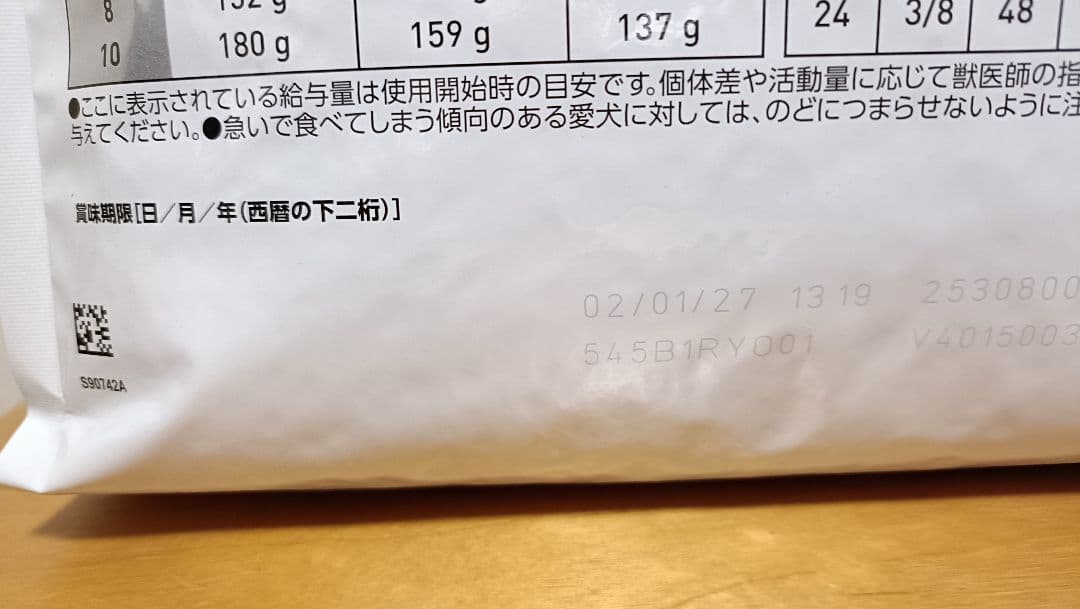 8 132 g 24 3/8 48
10 180 g 159 g 137 g
●ここに表示されている給与量は使用開始時の目安です。個体差や活動量に応じて獣医師の指
与えてください。●急いで食べてしまう傾向のある愛犬に対しては、のどにつまらせないように注
賞味期限[日/月/年(西暦の下二桁)]
02/01/27 13 19 2530800
545B1RY001 V4015003
S90742A